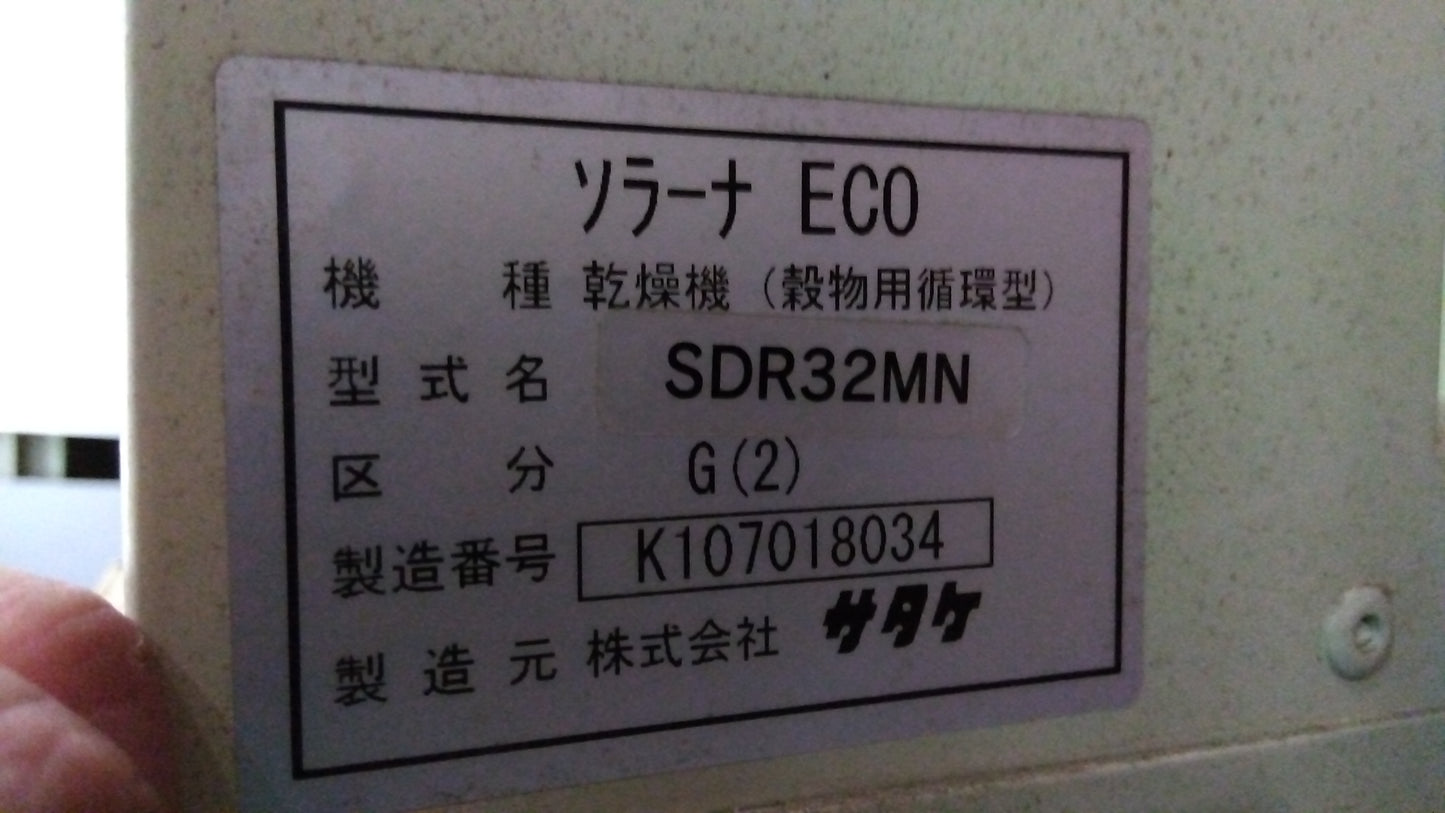 ソラーナ ECO
機種 乾燥機（穀物用循環型）
型式名 SDR32MN
区分 G(2)
製造番号 K107018034
製造元 株式会社 サタケ